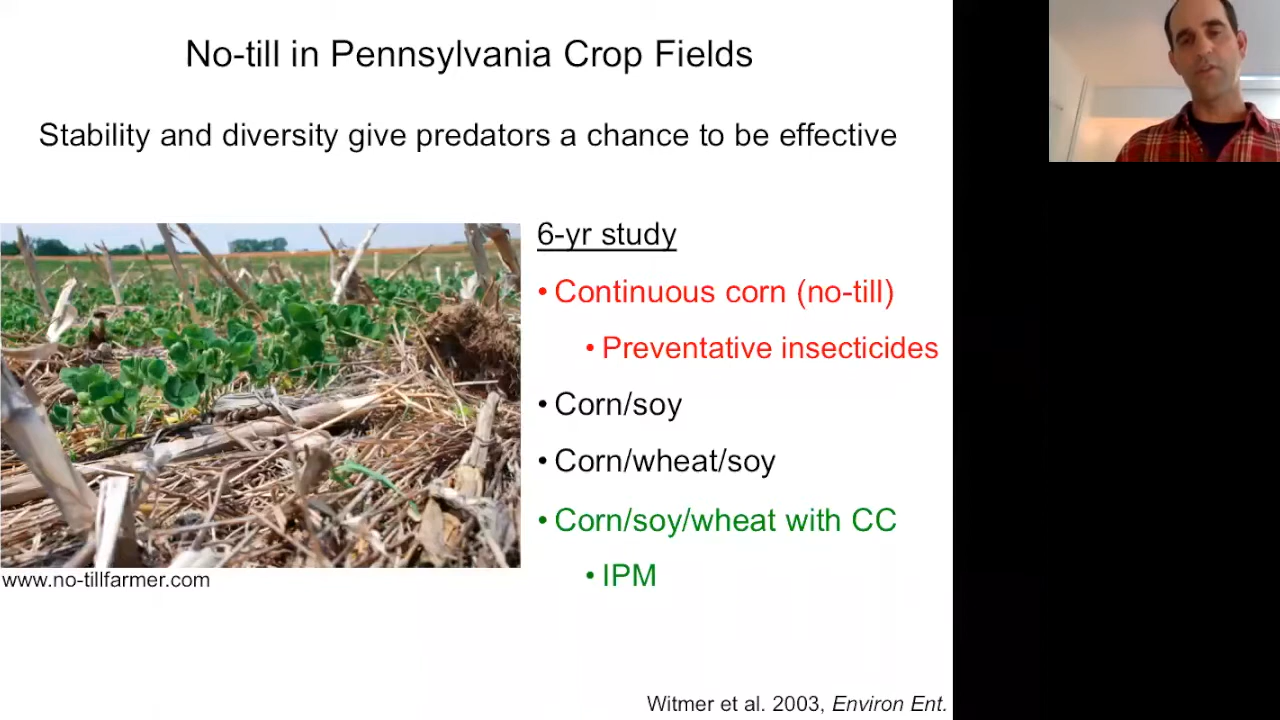 No-till in Pennsylvania Crop Fields
Stability and diversity give predators a chance to be effective
6-yr study
• Continuous corn (no-till)
• Preventative insecticides
• Corn/soy
• Corn/wheat/soy
• Corn/soy/wheat with CC
• IPM
www.no-tillfarmer.com
Witmer et al. 2003, Environ Ent.